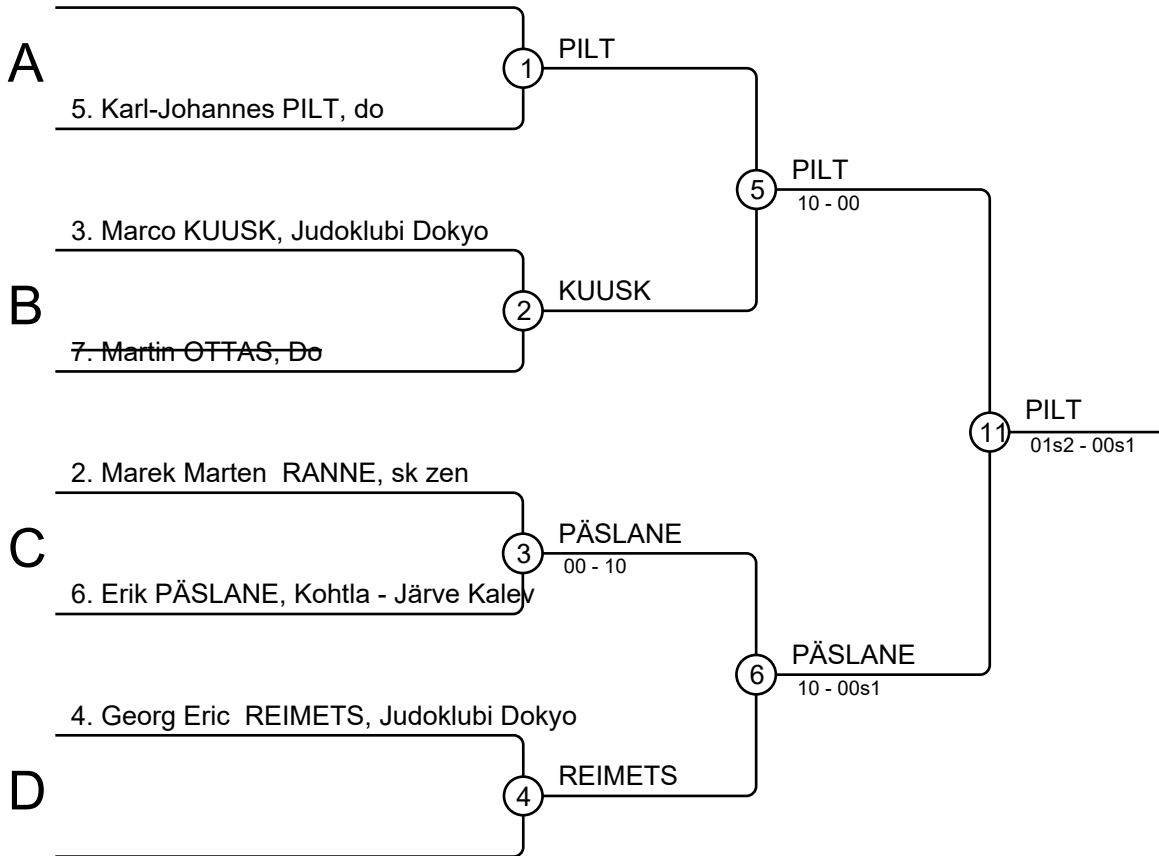 A
1
PILT
5. Karl-Johannes PILT, do
5
PILT
10 - 00
3. Marco KUUSK, Judoklubi Dokyo
B
2
KUUSK
7. Martin OTTAS, Do
11
PILT
01s2 - 00s1
2. Marek Marten  RANNE, sk zen
C
3
PÄSLANE
00 - 10
6. Erik PÄSLANE, Kohtla - Järve Kalev
6
PÄSLANE
10 - 00s1
4. Georg Eric  REIMETS, Judoklubi Dokyo
D
4
REIMETS